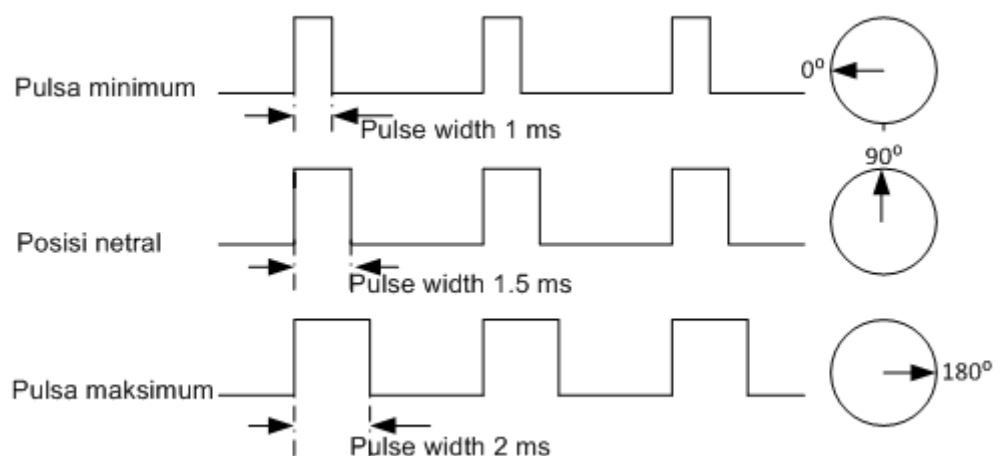 Pulsa minimum
0º
Pulse width 1 ms
90º
Posisi netral
Pulse width 1.5 ms
Pulsa maksimum
180º
Pulse width 2 ms